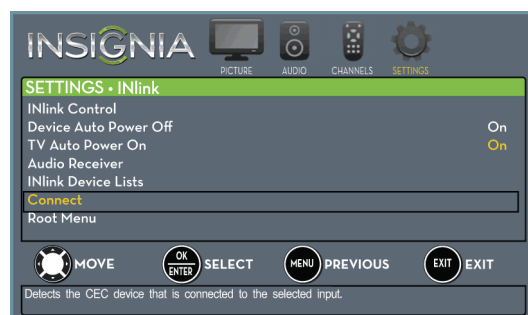 INSIGNIA
PICTURE AUDIO CHANNELS SETTINGS
SETTINGS • INlink
INlink Control
Device Auto Power Off On
TV Auto Power On On
Audio Receiver
INlink Device Lists
Connect
Root Menu
MOVE OK ENTER SELECT MENU PREVIOUS EXIT EXIT
Detects the CEC device that is connected to the selected input.